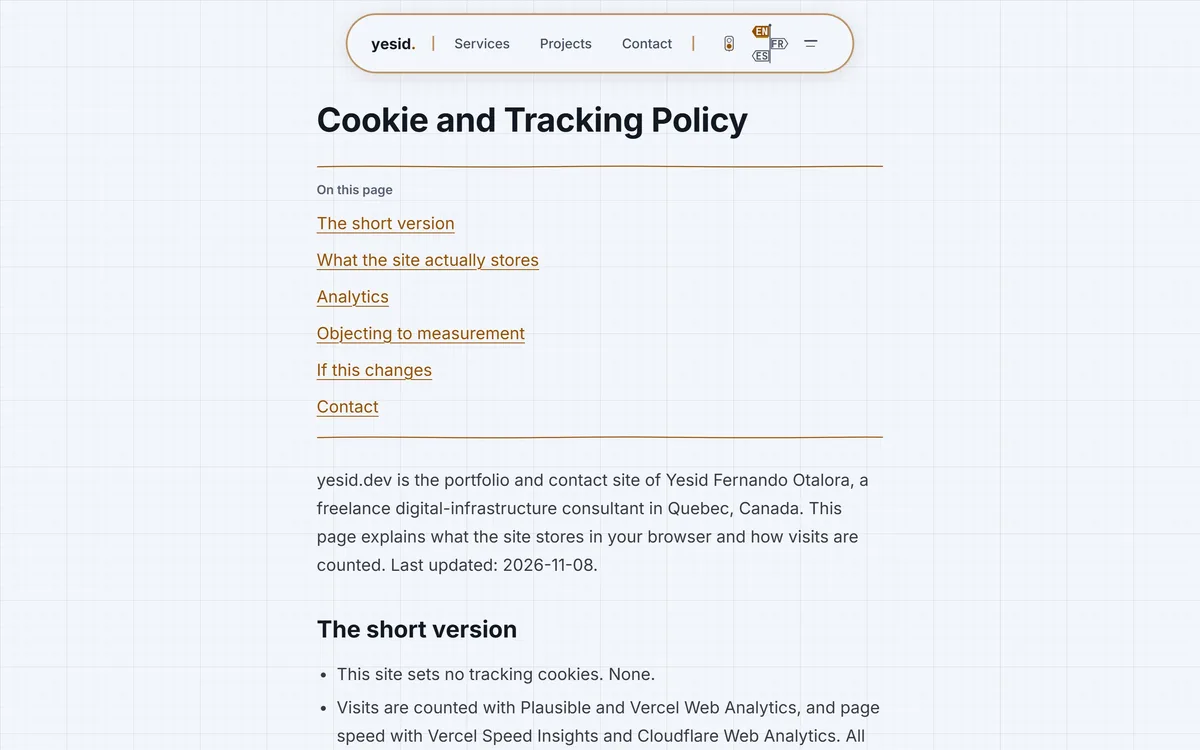 yesid.
Services
Projects
Contact
EN
FR
ES
Cookie and Tracking Policy
On this page
The short version
What the site actually stores
Analytics
Objecting to measurement
If this changes
Contact
yesid.dev is the portfolio and contact site of Yesid Fernando Otalora, a
freelance digital-infrastructure consultant in Quebec, Canada. This
page explains what the site stores in your browser and how visits are
counted. Last updated: 2026-11-08.
The short version
• This site sets no tracking cookies. None.
• Visits are counted with Plausible and Vercel Web Analytics, and page
speed with Vercel Speed Insights and Cloudflare Web Analytics. All